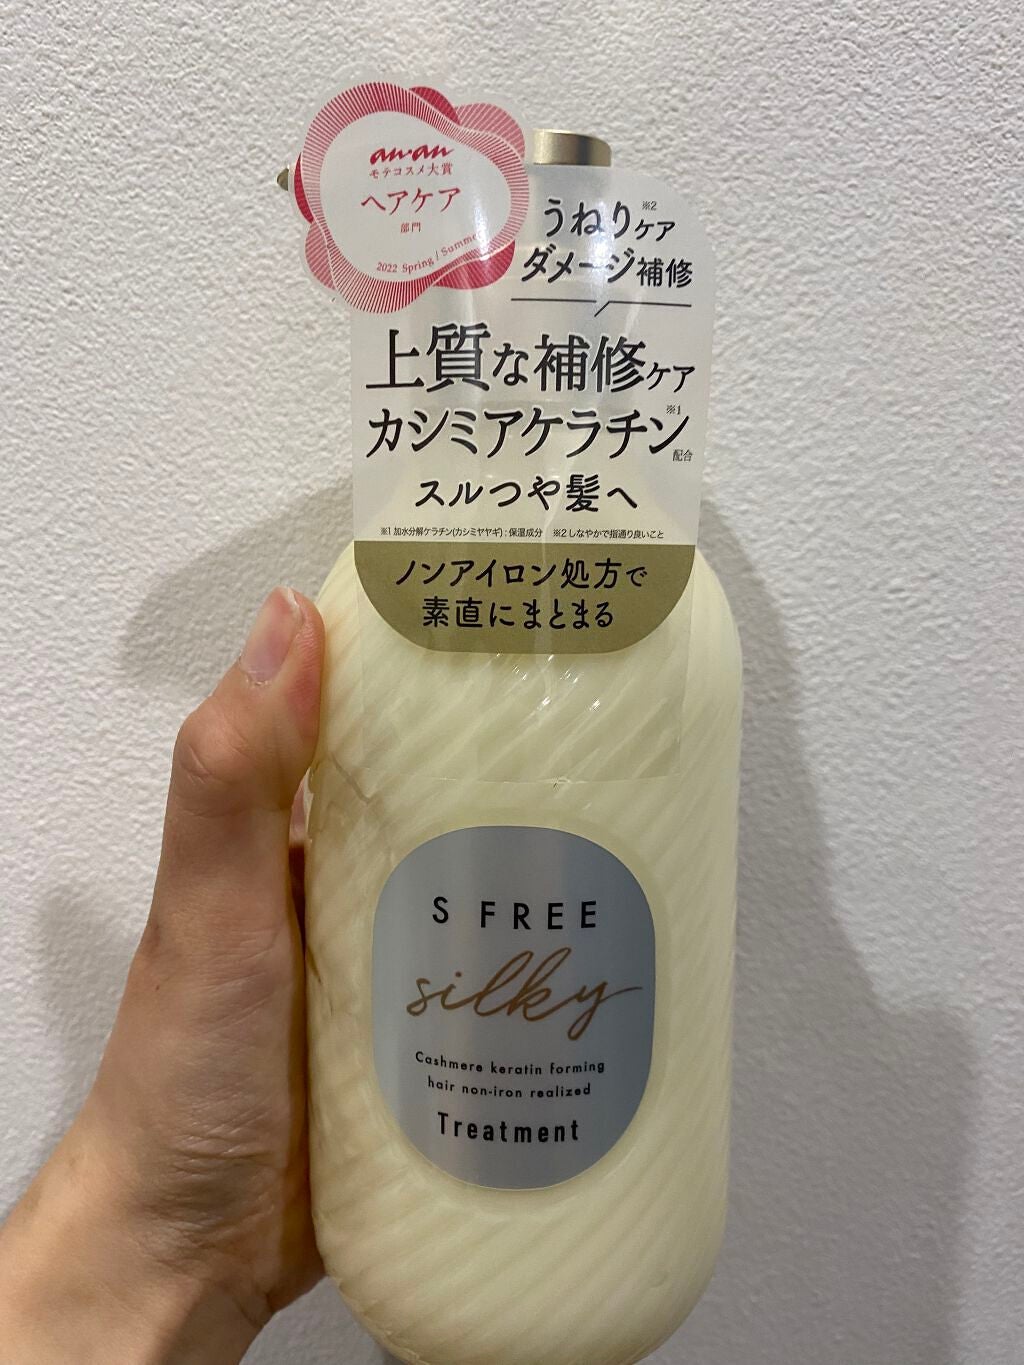 an・an
モテコスメ大賞
ヘアケア
部門
2022 Spring / Summe
うねりケア※2
ダメージ補修
上質な補修ケア
カシミアケラチン※1
配合
スルつや髪へ
※1 加水分解ケラチン(カシミヤヤギ):保湿成分 ※2 しなやかで指通り良いこと
ノンアイロン処方で
素直にまとまる
S FREE
silky
Cashmere keratin forming
hair non-iron realized
Treatment